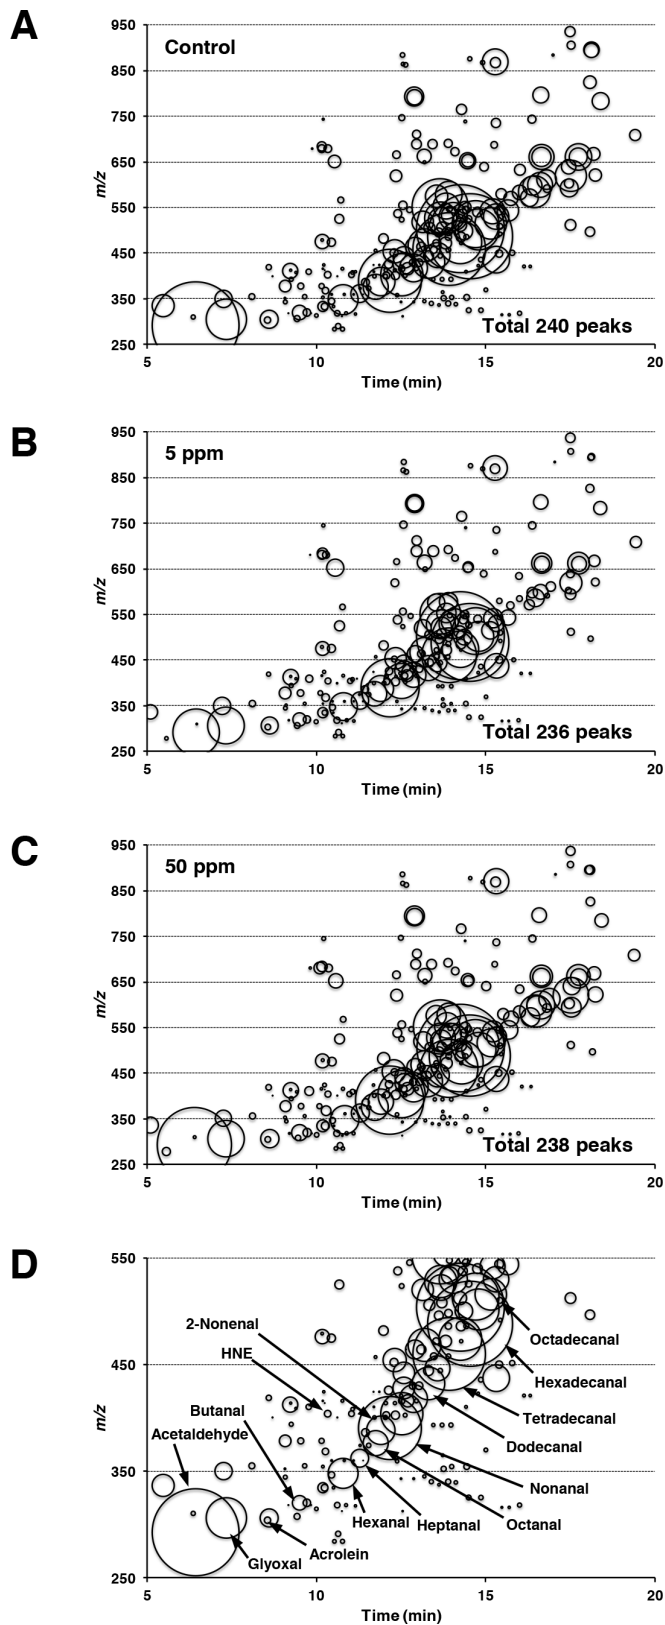 A
Control
950
850
750
650
550
450
350
250
m/z
Total 240 peaks
5
10
15
20
Time (min)
B
5 ppm
950
850
750
650
550
450
350
250
m/z
Total 236 peaks
5
10
15
20
Time (min)
C
50 ppm
950
850
750
650
550
450
350
250
m/z
Total 238 peaks
5
10
15
20
Time (min)
D
550
450
350
250
m/z
2-Nonenal
HNE
Butanal
Acetaldehyde
Octadecanal
Hexadecanal
Tetradecanal
Dodecanal
Nonanal
Octanal
Heptanal
Hexanal
Acrolein
Glyoxal
5
10
15
20
Time (min)